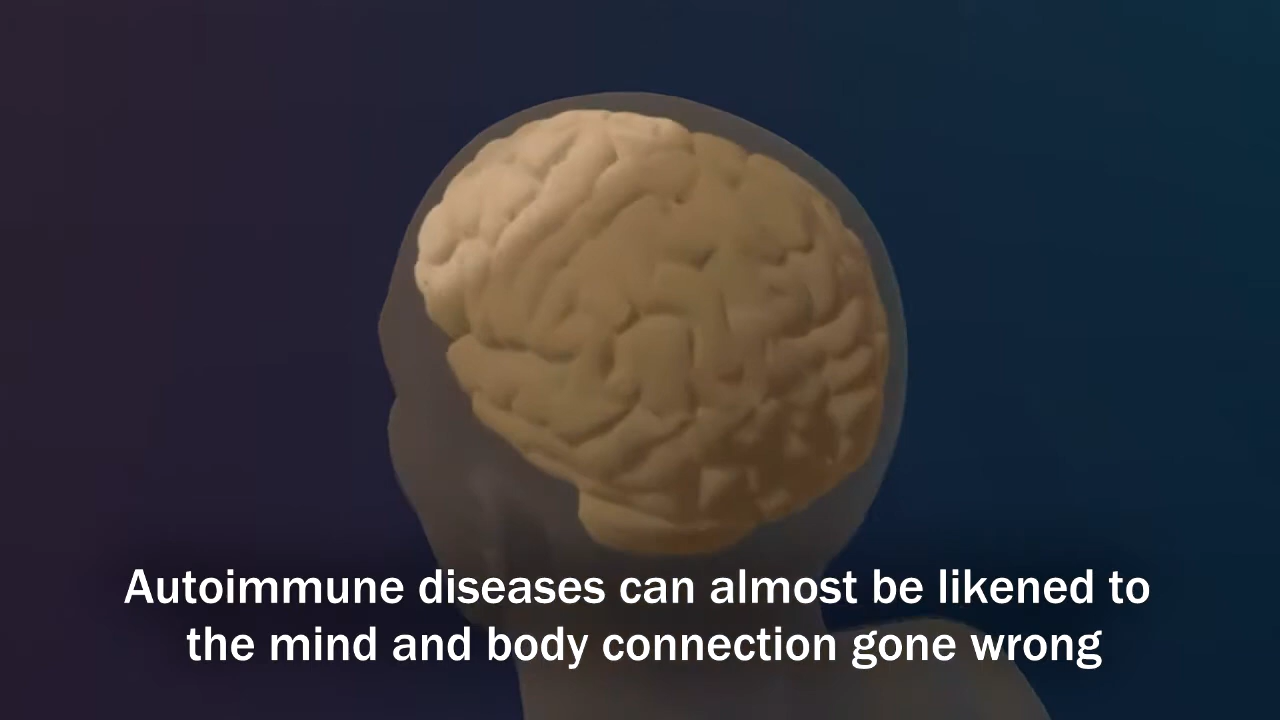 Autoimmune diseases can almost be likened to
the mind and body connection gone wrong